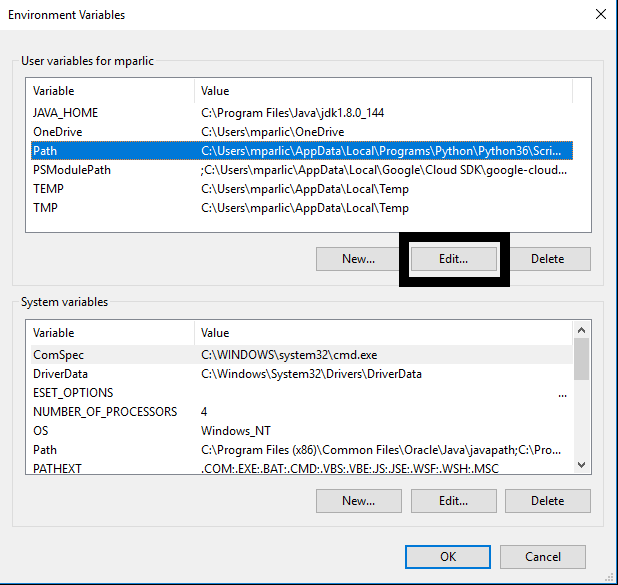 Environment Variables
User variables for mparlic
Variable Value
JAVA_HOME C:\Program Files\Java\jdk1.8.0_144
OneDrive C:\Users\mparlic\OneDrive
Path C:\Users\mparlic\AppData\Local\Programs\Python\Python36\Scri...
PSModulePath ;C:\Users\mparlic\AppData\Local\Google\Cloud SDK\google-cloud...
TEMP C:\Users\mparlic\AppData\Local\Temp
TMP C:\Users\mparlic\AppData\Local\Temp
New... Edit... Delete
System variables
Variable Value
ComSpec C:\WINDOWS\system32\cmd.exe
DriverData C:\Windows\System32\Drivers\DriverData
ESET_OPTIONS ...
NUMBER_OF_PROCESSORS 4
OS Windows_NT
Path C:\Program Files (x86)\Common Files\Oracle\Java\javapath;C:\Pro...
PATHEXT .COM;.EXE;.BAT;.CMD;.VBS;.VBE;.JS;.JSE;.WSF;.WSH;.MSC
New... Edit... Delete
OK Cancel